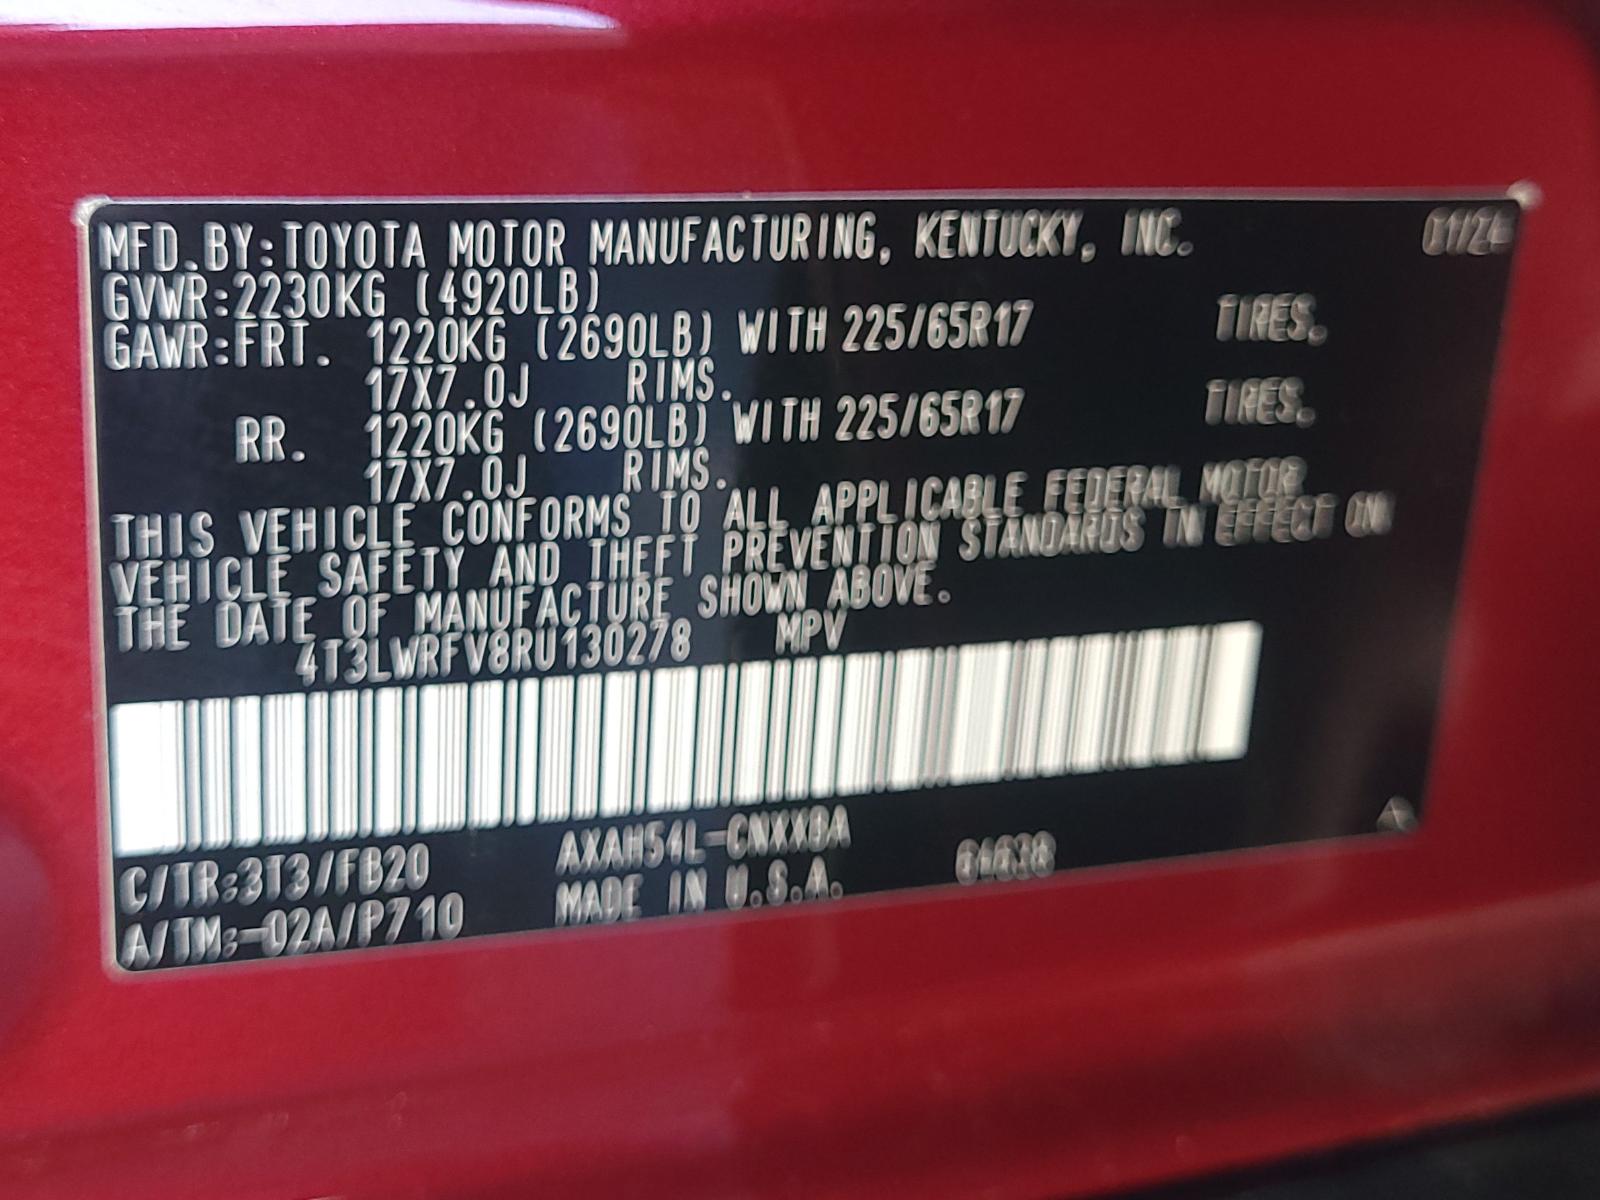 MFD.BY:TOYOTA MOTOR MANUFACTURING, KENTUCKY, INC. 01/24
GVWR:2230KG (4920LB)
GAWR:FRT. 1220KG (2690LB) WITH 225/65R17 TIRES.
17X7.0J RIMS.
RR. 1220KG (2690LB) WITH 225/65R17 TIRES.
17X7.0J RIMS.
THIS VEHICLE CONFORMS TO ALL APPLICABLE FEDERAL MOTOR
VEHICLE SAFETY AND THEFT PREVENTION STANDARDS IN EFFECT ON
THE DATE OF MANUFACTURE SHOWN ABOVE.
4T3LWRFV8RU130278 MPV
C/TR:3T3/FB20 AXAH54L-CNXXBA
A/TM:-02A/P710 MADE IN U.S.A.